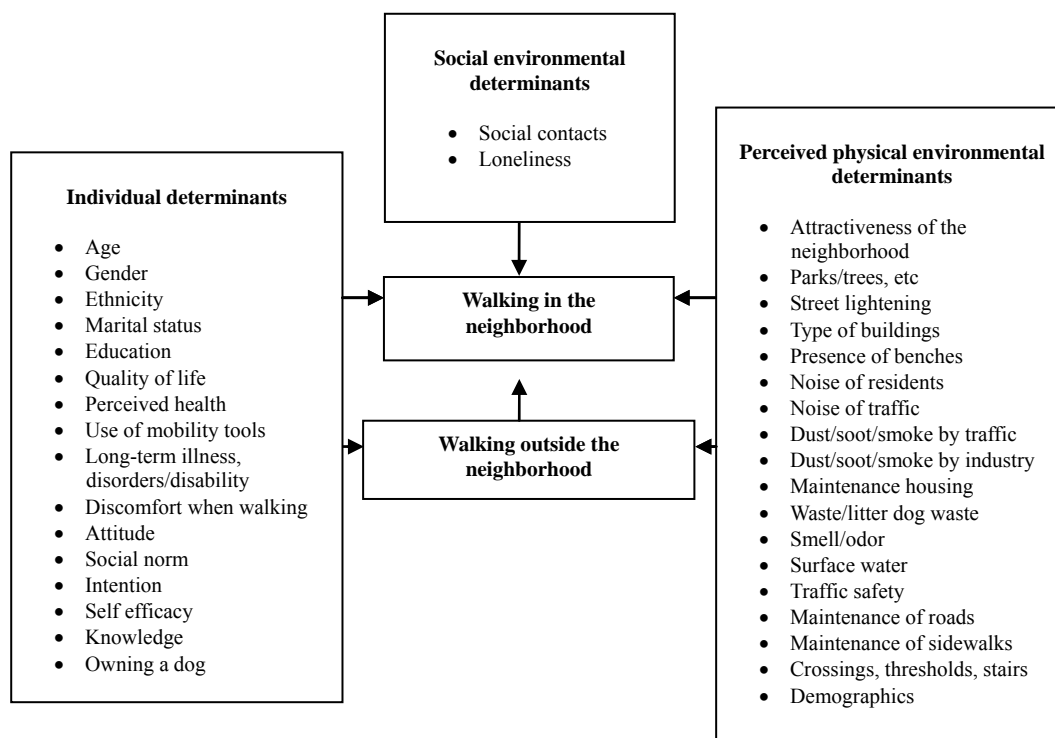 Social environmental
determinants
• Social contacts
• Loneliness
Individual determinants
• Age
• Gender
• Ethnicity
• Marital status
• Education
• Quality of life
• Perceived health
• Use of mobility tools
• Long-term illness,
disorders/disability
• Discomfort when walking
• Attitude
• Social norm
• Intention
• Self efficacy
• Knowledge
• Owning a dog
Walking in the
neighborhood
Walking outside the
neighborhood
Perceived physical environmental
determinants
• Attractiveness of the
neighborhood
• Parks/trees, etc
• Street lightening
• Type of buildings
• Presence of benches
• Noise of residents
• Noise of traffic
• Dust/soot/smoke by traffic
• Dust/soot/smoke by industry
• Maintenance housing
• Waste/litter dog waste
• Smell/odor
• Surface water
• Traffic safety
• Maintenance of roads
• Maintenance of sidewalks
• Crossings, thresholds, stairs
• Demographics